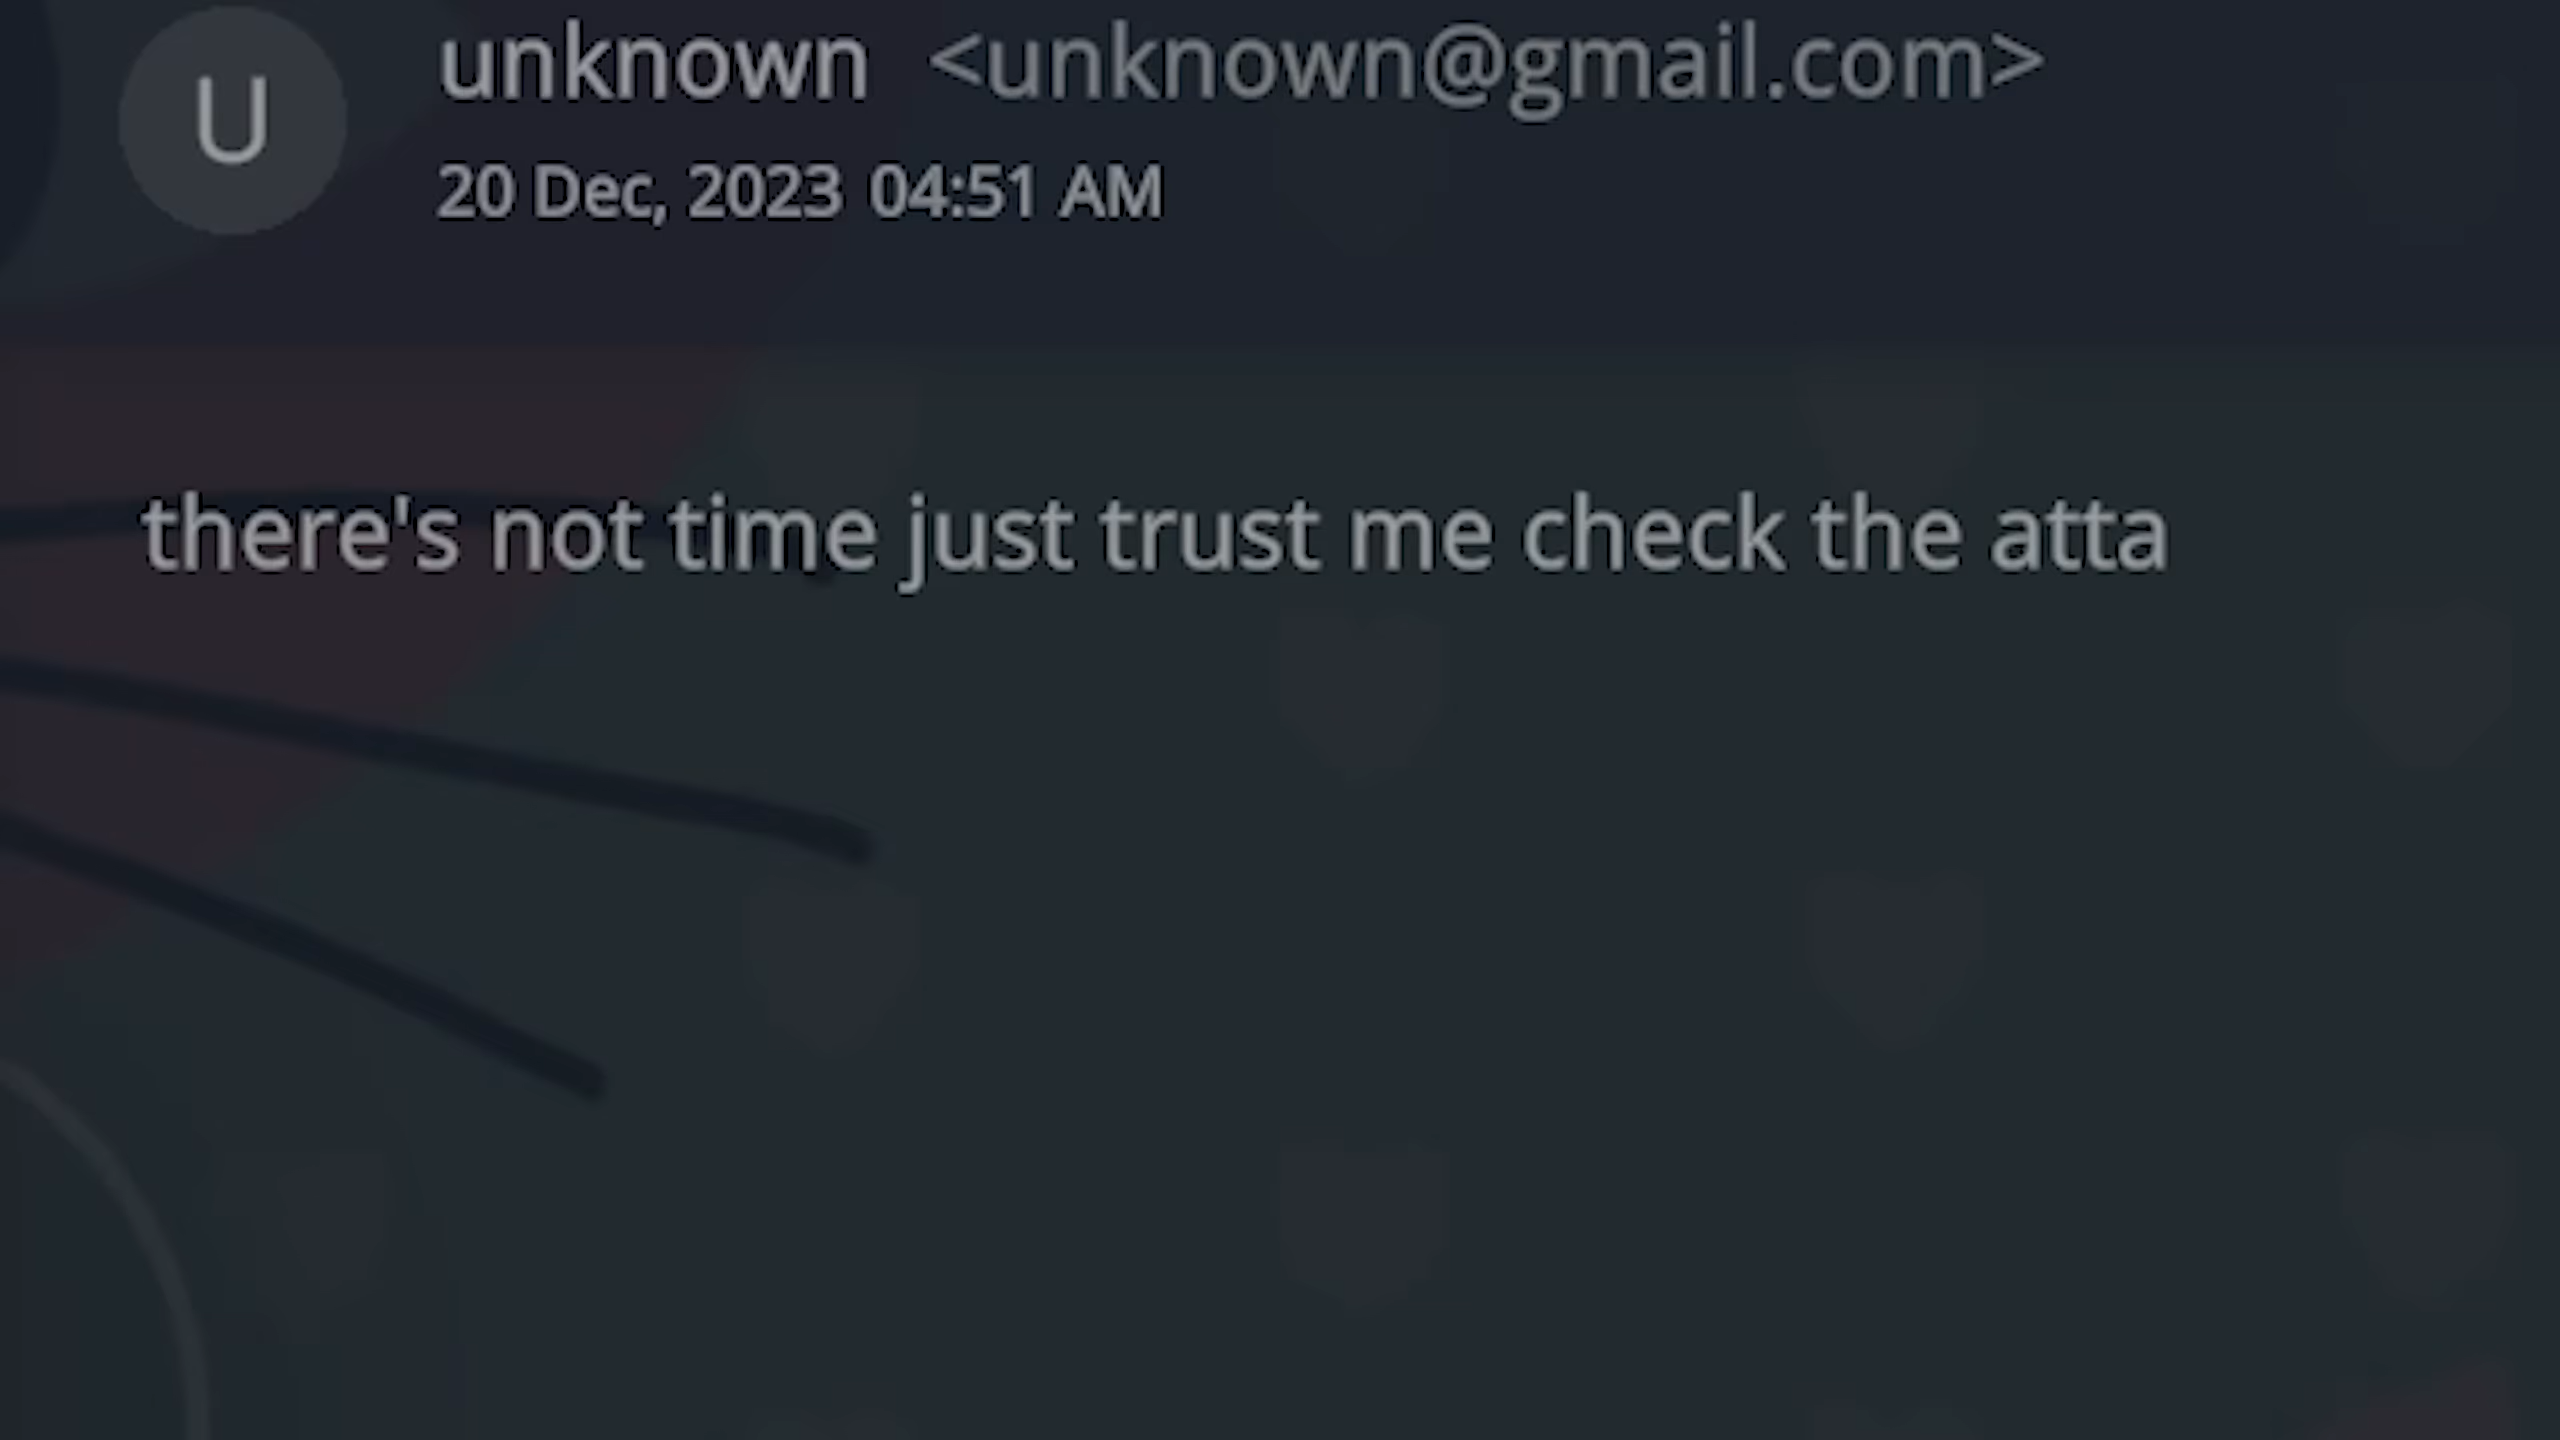 U
unknown <unknown@gmail.com>
20 Dec, 2023 04:51 AM
there's not time just trust me check the atta